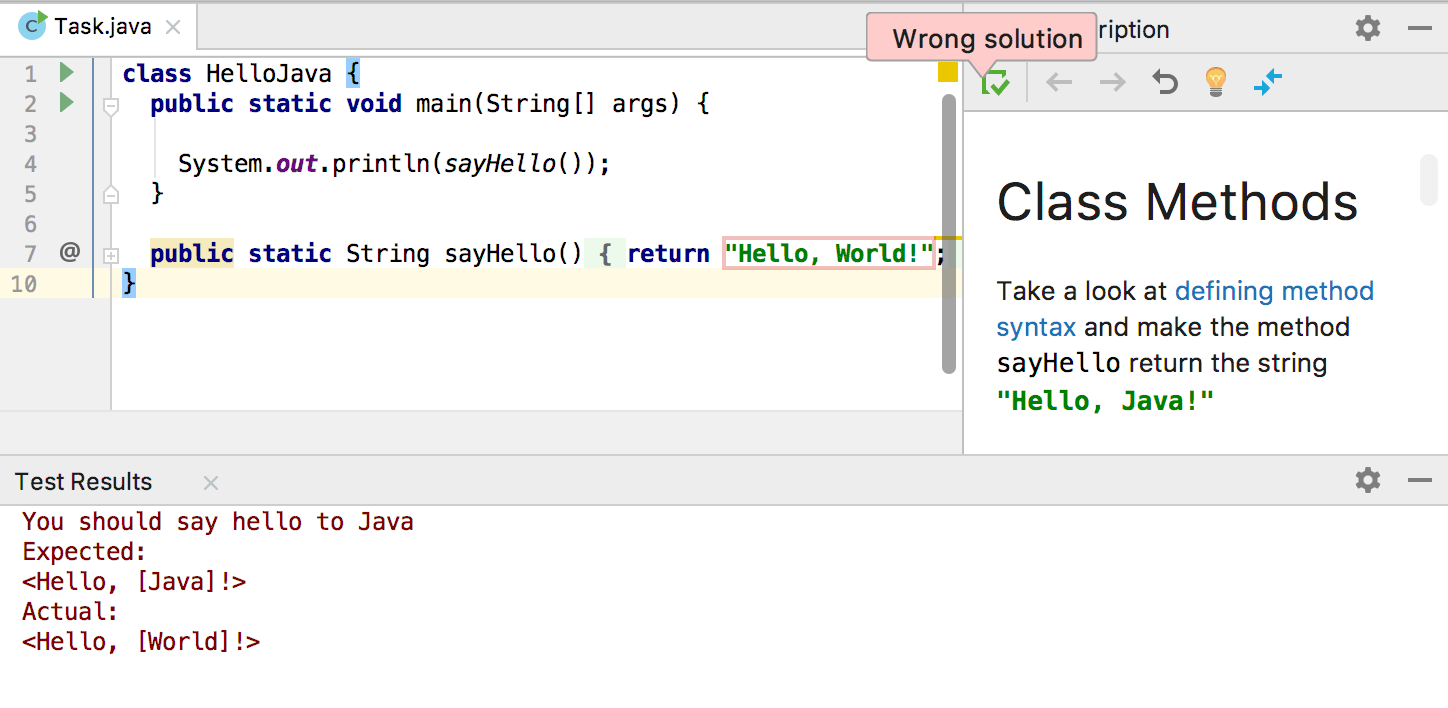 Task.java
Wrong solution
ription
1 class HelloJava {
2 public static void main(String[] args) {
3
4 System.out.println(sayHello());
5 }
6
7 @ public static String sayHello() { return "Hello, World!";
10 }
Class Methods
Take a look at defining method
syntax and make the method
sayHello return the string
"Hello, Java!"
Test Results
You should say hello to Java
Expected:
<Hello, [Java]!>
Actual:
<Hello, [World]!>